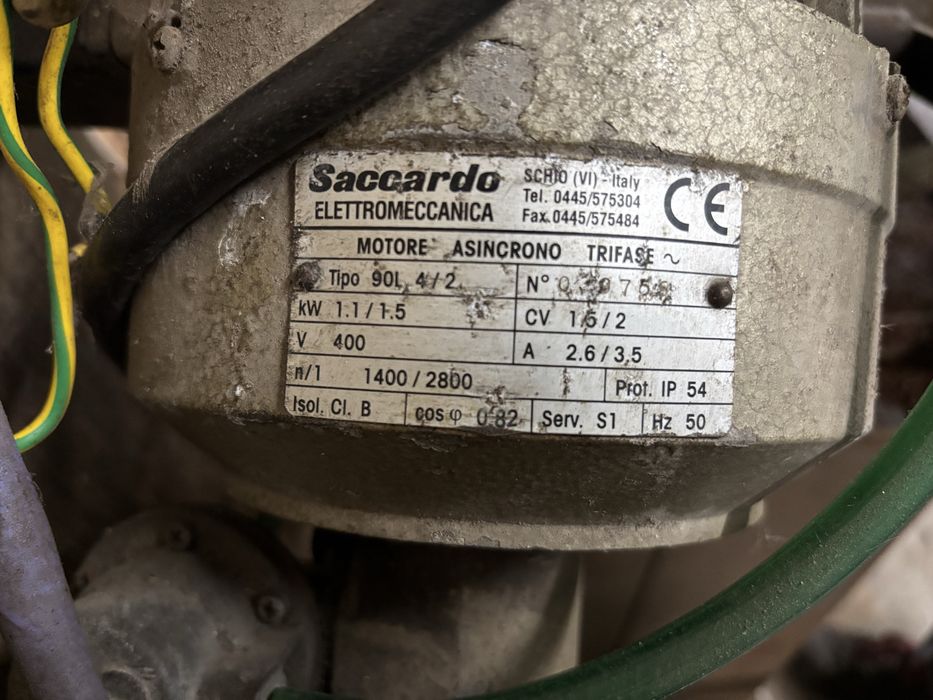 Saccardo
ELETTROMECCANICA
SCHIO (VI) - Italy
Tel. 0445/575304
Fax. 0445/575484
CE
MOTORE ASINCRONO TRIFASE ~
Tipo 90L 4/2
N°
kW 1.1/1.5
CV 1.5/2
V 400
A 2.6/3.5
n/1 1400/2800
Prot. IP 54
Isol. Cl. B
cos φ 0.82
Serv. S1
Hz 50